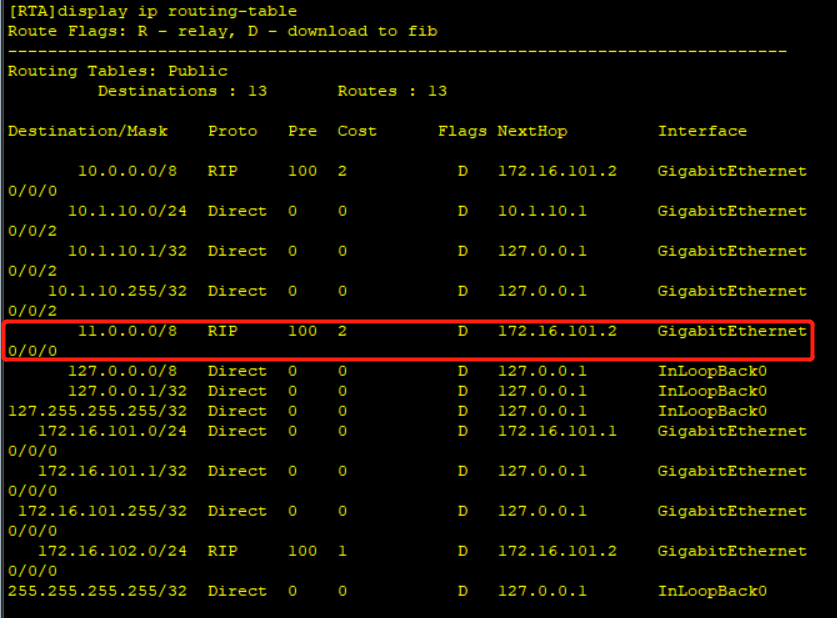 [RTA]display ip routing-table
Route Flags: R - relay, D - download to fib
------------------------------------------------------------------------------
Routing Tables: Public
         Destinations : 13       Routes : 13

Destination/Mask    Proto   Pre  Cost      Flags NextHop         Interface

       10.0.0.0/8   RIP     100  2           D   172.16.101.2    GigabitEthernet
0/0/0
      10.1.10.0/24  Direct  0    0           D   10.1.10.1       GigabitEthernet
0/0/2
      10.1.10.1/32  Direct  0    0           D   127.0.0.1       GigabitEthernet
0/0/2
    10.1.10.255/32  Direct  0    0           D   127.0.0.1       GigabitEthernet
0/0/2
       11.0.0.0/8   RIP     100  2           D   172.16.101.2    GigabitEthernet
0/0/0
      127.0.0.0/8   Direct  0    0           D   127.0.0.1       InLoopBack0
      127.0.0.1/32  Direct  0    0           D   127.0.0.1       InLoopBack0
127.255.255.255/32  Direct  0    0           D   127.0.0.1       InLoopBack0
   172.16.101.0/24  Direct  0    0           D   172.16.101.1    GigabitEthernet
0/0/0
   172.16.101.1/32  Direct  0    0           D   127.0.0.1       GigabitEthernet
0/0/0
 172.16.101.255/32  Direct  0    0           D   127.0.0.1       GigabitEthernet
0/0/0
   172.16.102.0/24  RIP     100  1           D   172.16.101.2    GigabitEthernet
0/0/0
255.255.255.255/32  Direct  0    0           D   127.0.0.1       InLoopBack0